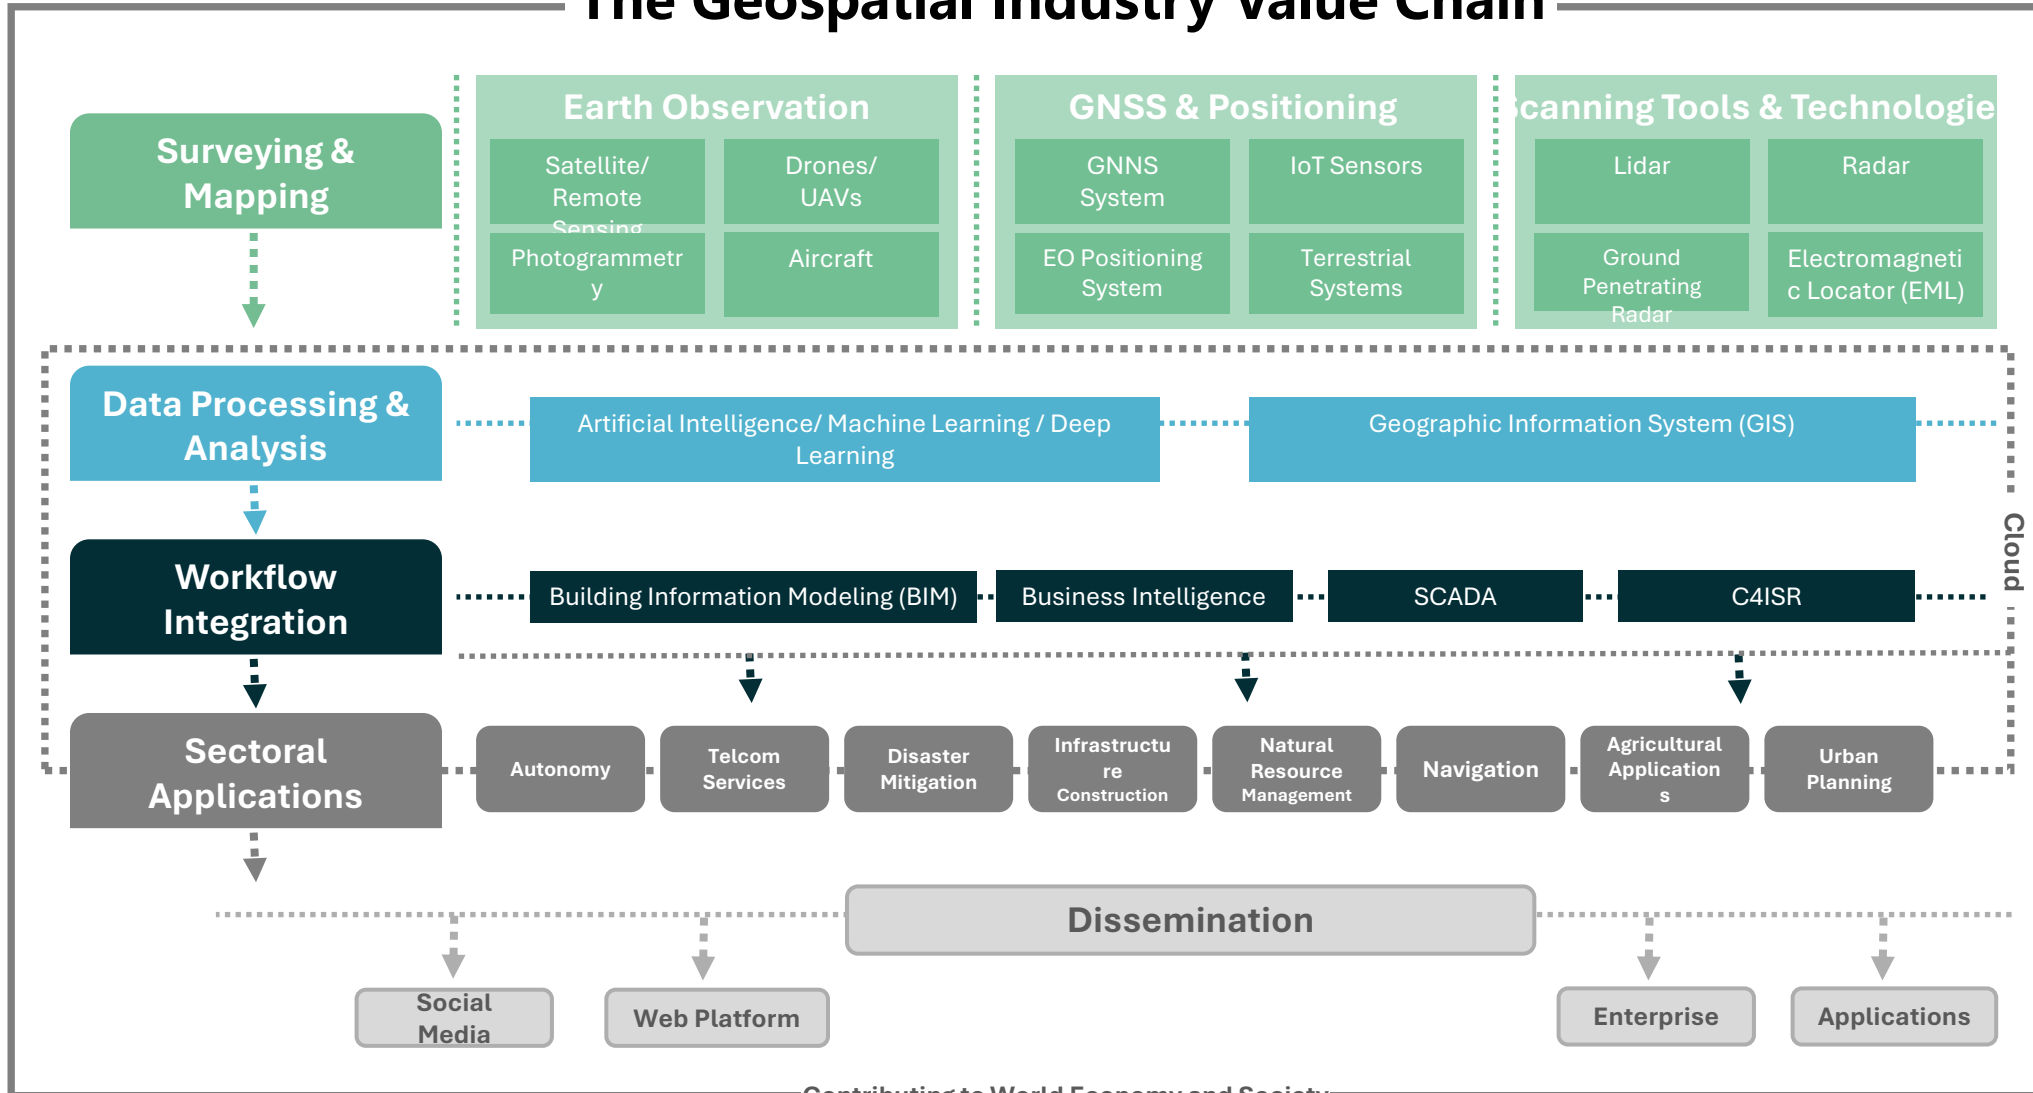 The Geospatial Industry Value Chain
Surveying &
Mapping
Earth Observation
Satellite/
Remote
Sensing
Drones/
UAVs
Photogrammetr
y
Aircraft
GNSS & Positioning
GNNS
System
IoT Sensors
EO Positioning
System
Terrestrial
Systems
Scanning Tools & Technologie
Lidar
Radar
Ground
Penetrating
Radar
Electromagneti
c Locator (EML)
Data Processing &
Analysis
Artificial Intelligence/ Machine Learning / Deep
Learning
Geographic Information System (GIS)
Cloud
Workflow
Integration
Building Information Modeling (BIM)
Business Intelligence
SCADA
C4ISR
Sectoral
Applications
Autonomy
Telcom
Services
Disaster
Mitigation
Infrastructu
re
Construction
Natural
Resource
Management
Navigation
Agricultural
Application
s
Urban
Planning
Dissemination
Social
Media
Web Platform
Enterprise
Applications
Contributing to World Economy and Society